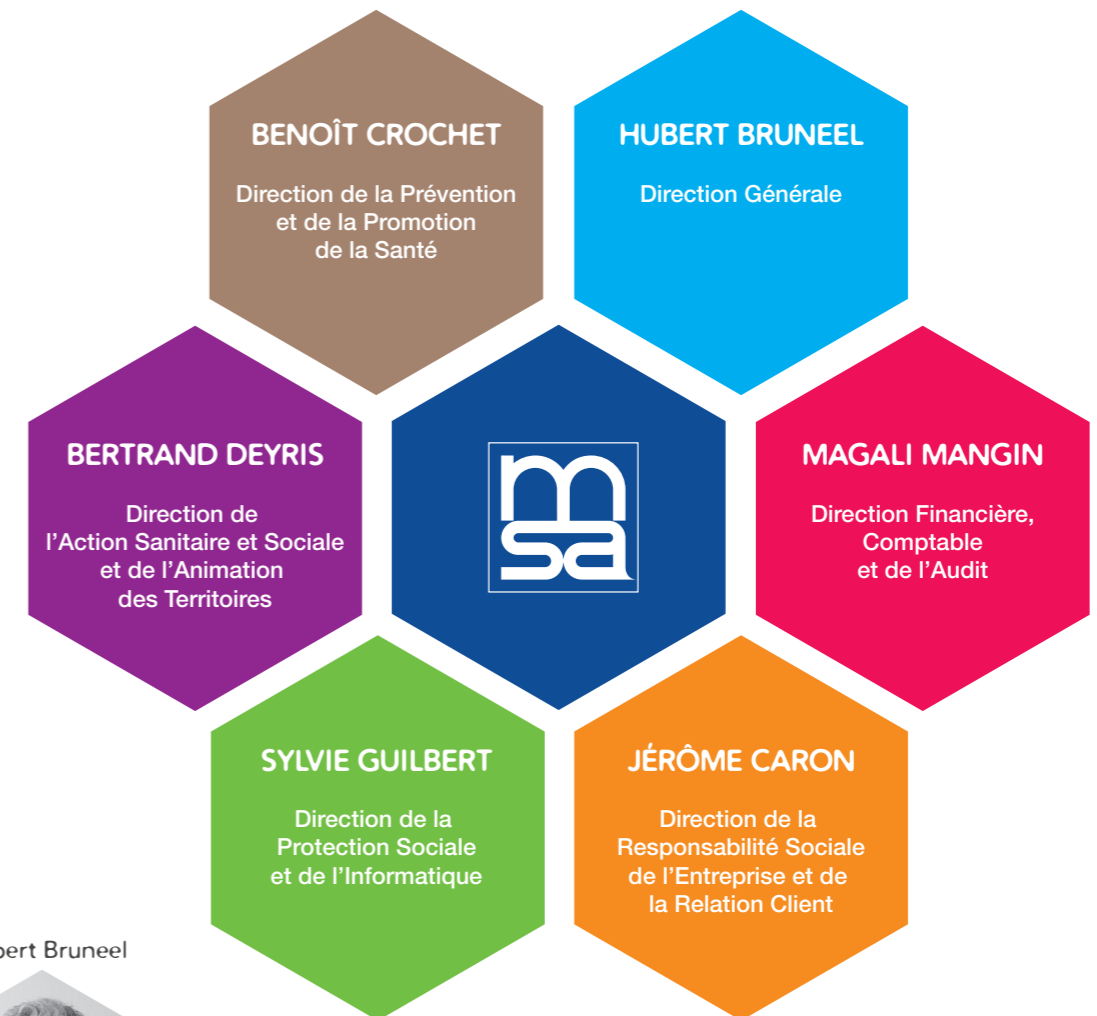 BENOÎT CROCHET
Direction de la Prévention
et de la Promotion
de la Santé
HUBERT BRUNEEL
Direction Générale
BERTRAND DEYRIS
Direction de
l'Action Sanitaire et Sociale
et de l'Animation
des Territoires
msa
MAGALI MANGIN
Direction Financière,
Comptable
et de l'Audit
SYLVIE GUILBERT
Direction de la
Protection Sociale
et de l'Informatique
JÉRÔME CARON
Direction de la
Responsabilité Sociale
de l'Entreprise et de
la Relation Client
Bruneel